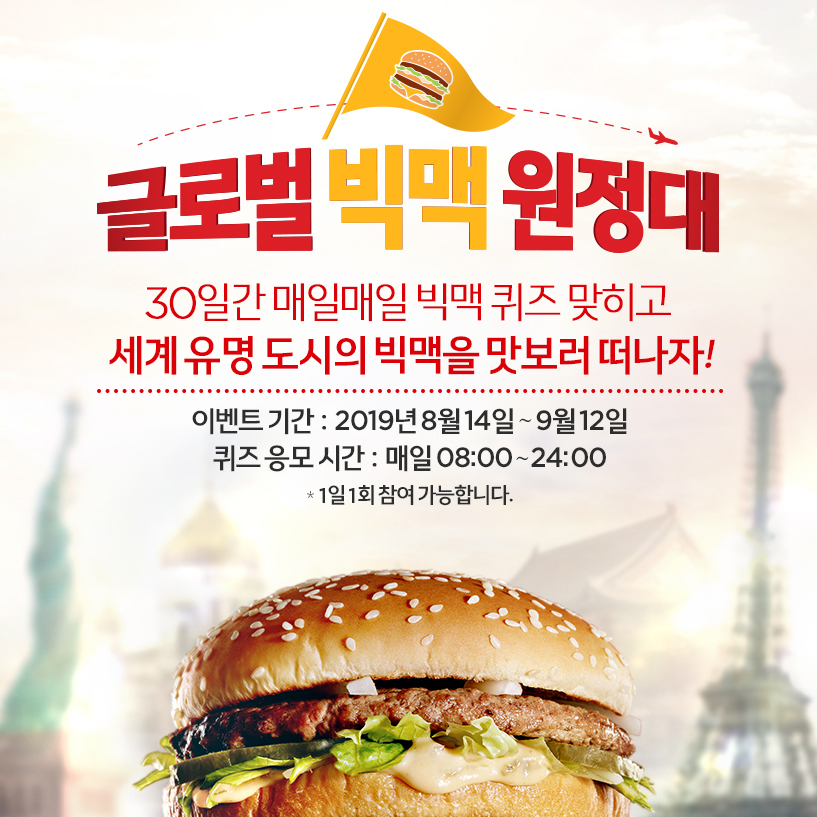 글로벌 빅맥 원정대
30일간 매일매일 빅맥 퀴즈 맞히고
세계 유명 도시의 빅맥을 맛보러 떠나자!
이벤트 기간 : 2019년 8월 14일 ~ 9월 12일
퀴즈 응모 시간 : 매일 08:00 ~ 24:00
* 1일 1회 참여 가능합니다.